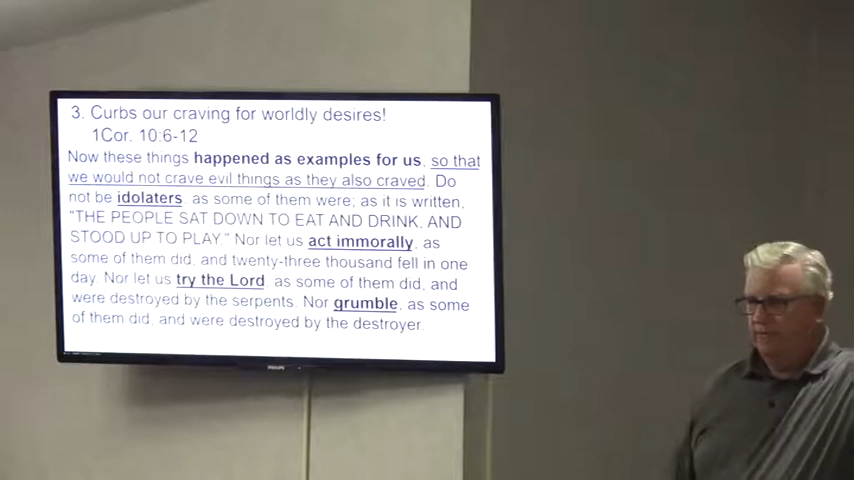 3. Curbs our craving for worldly desires!
1Cor. 10:6-12
Now these things happened as examples for us, so that
we would not crave evil things as they also craved. Do
not be idolaters, as some of them were; as it is written,
"THE PEOPLE SAT DOWN TO EAT AND DRINK, AND
STOOD UP TO PLAY." Nor let us act immorally, as
some of them did, and twenty-three thousand fell in one
day. Nor let us try the Lord, as some of them did, and
were destroyed by the serpents. Nor grumble, as some
of them did, and were destroyed by the destroyer.
PHILIPS